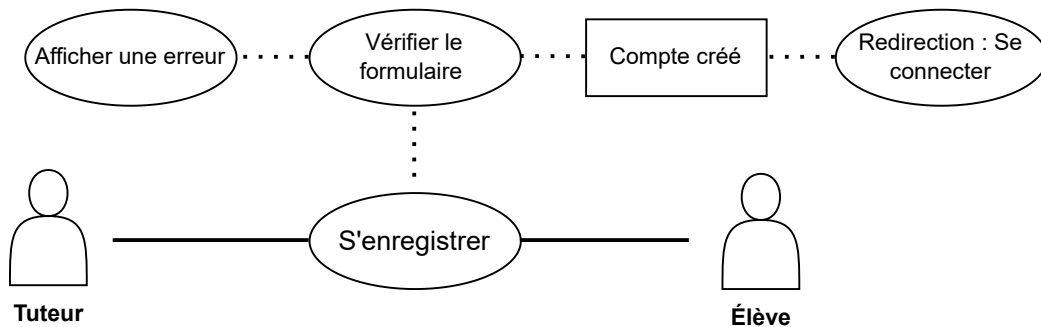 Afficher une erreur
Vérifier le
formulaire
Compte créé
Redirection : Se
connecter
S'enregistrer
Tuteur
Élève